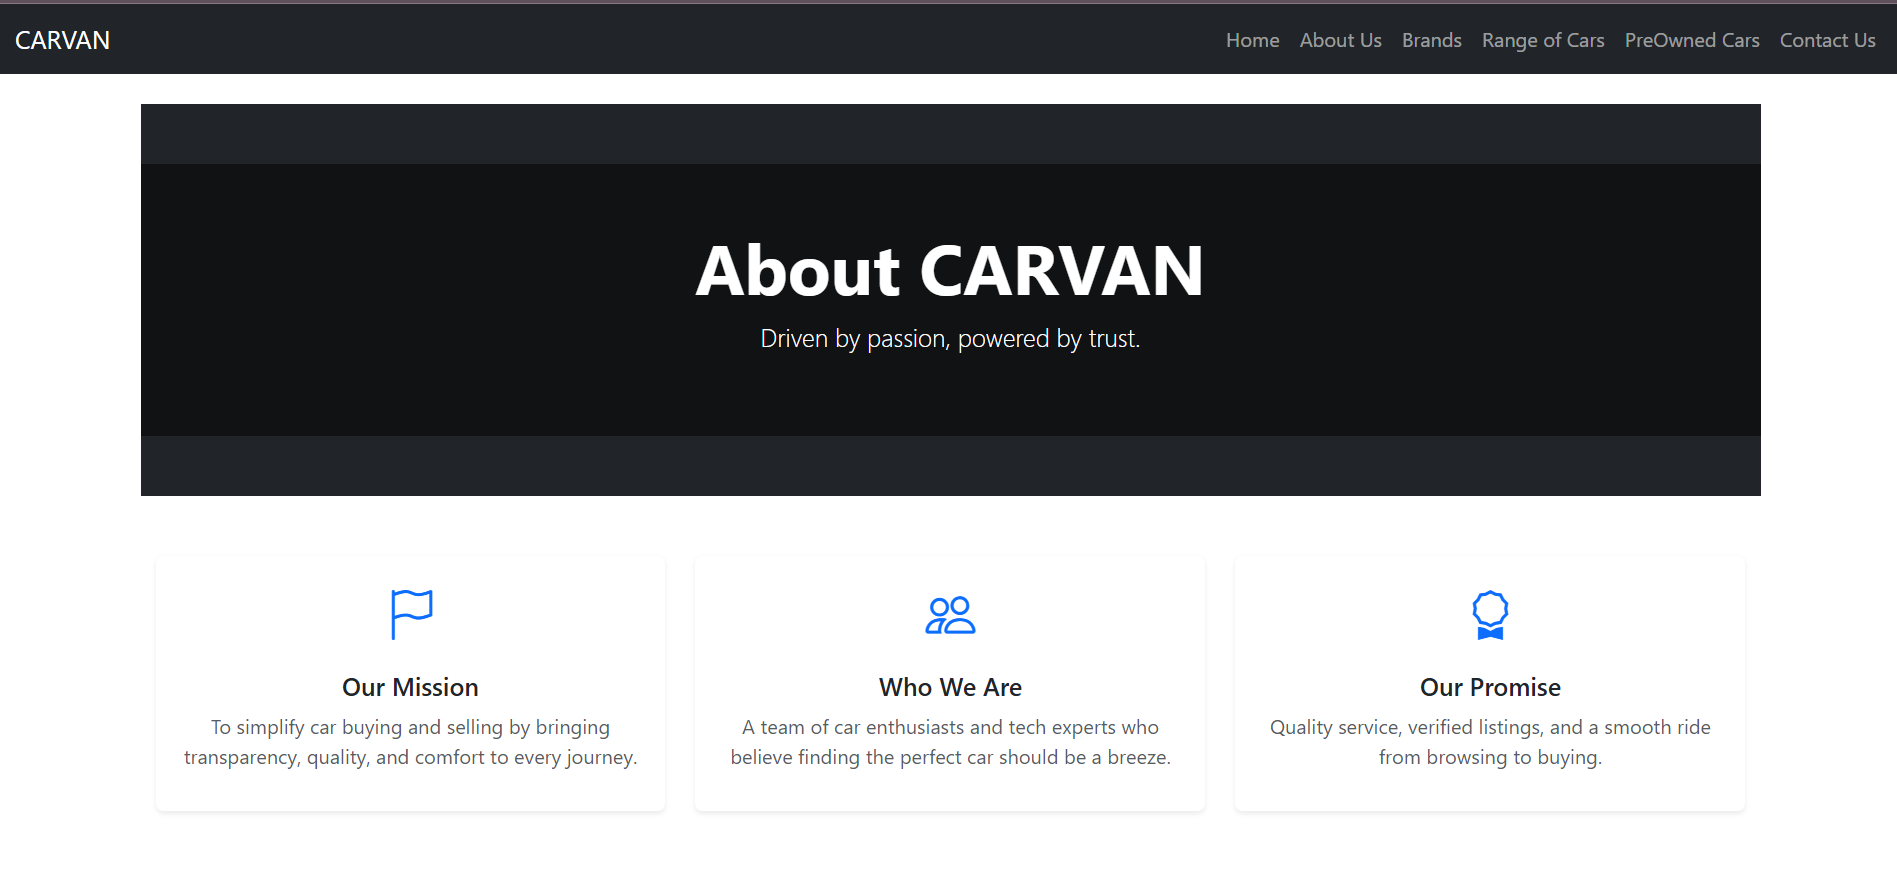 CARVAN
Home About Us Brands Range of Cars PreOwned Cars Contact Us
About CARVAN
Driven by passion, powered by trust.
Our Mission
To simplify car buying and selling by bringing
transparency, quality, and comfort to every journey.
Who We Are
A team of car enthusiasts and tech experts who
believe finding the perfect car should be a breeze.
Our Promise
Quality service, verified listings, and a smooth ride
from browsing to buying.